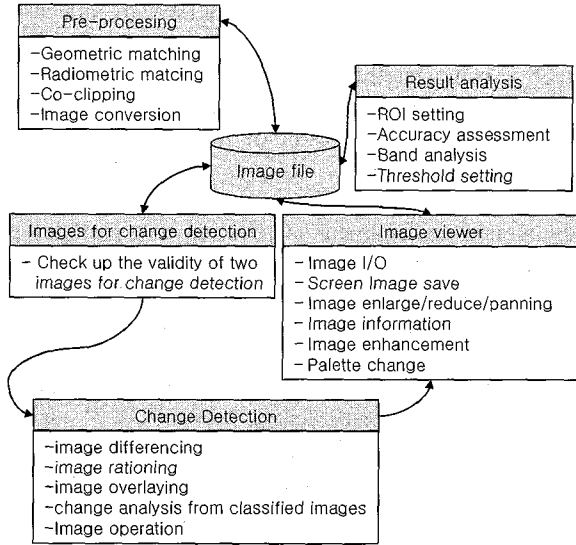 Pre-procesing
-Geometric matching
-Radiometric matcing
-Co-clipping
-Image conversion
Result analysis
-ROI setting
-Accuracy assessment
-Band analysis
-Threshold setting
Image file
Images for change detection
- Check up the validity of two
images for change detection
Image viewer
- Image I/O
-Screen Image save
-Image enlarge/reduce/panning
-Image information
-Image enhancement
- Palette change
Change Detection
-image differencing
-image rationing
-image overlaying
-change analysis from classified images
-Image operation